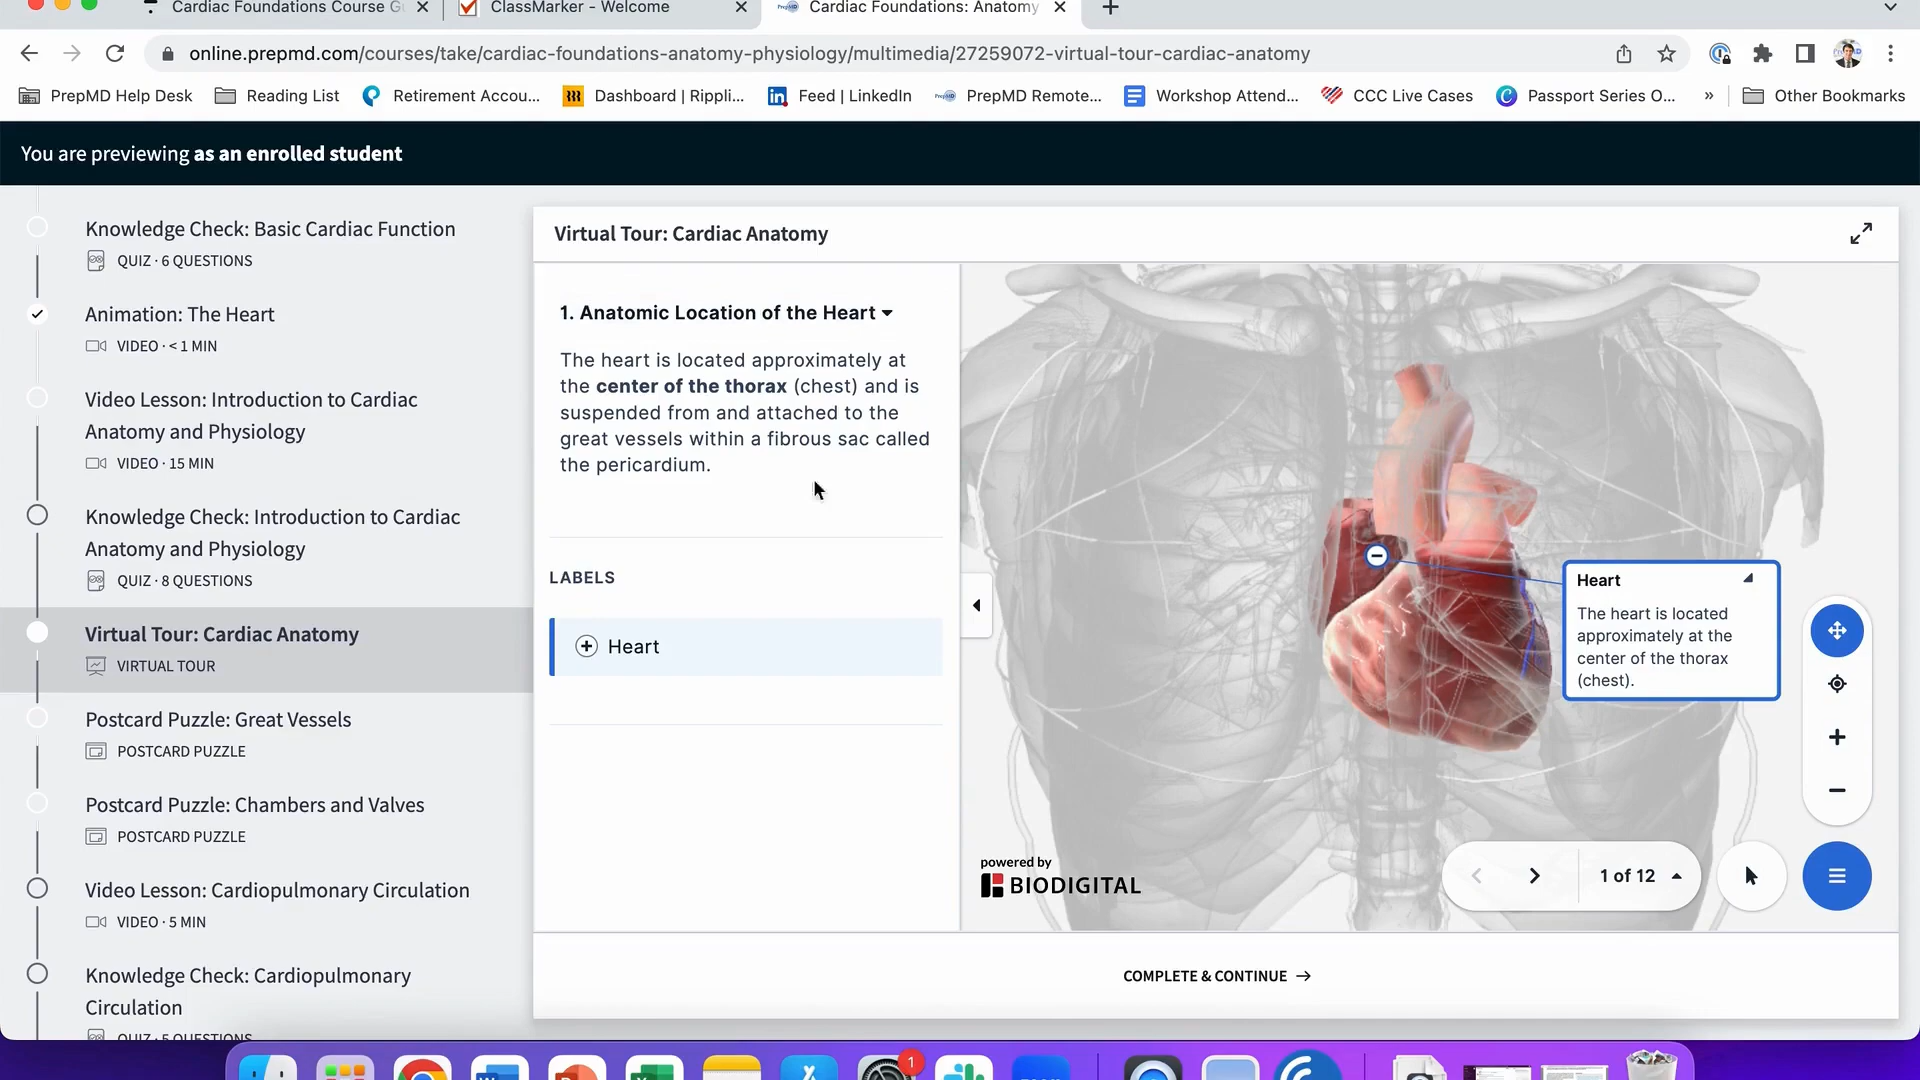 Cardiac Foundations Course G
ClassMarker - Welcome
Cardiac Foundations: Anatomy
online.prepmd.com/courses/take/cardiac-foundations-anatomy-physiology/multimedia/27259072-virtual-tour-cardiac-anatomy
PrepMD Help Desk
Reading List
Retirement Accou...
Dashboard | Rippli...
Feed | LinkedIn
PrepMD Remote...
Workshop Attend...
CCC Live Cases
Passport Series O...
»
Other Bookmarks
You are previewing as an enrolled student
Knowledge Check: Basic Cardiac Function
QUIZ · 6 QUESTIONS
Animation: The Heart
VIDEO · < 1 MIN
Video Lesson: Introduction to Cardiac
Anatomy and Physiology
VIDEO · 15 MIN
Knowledge Check: Introduction to Cardiac
Anatomy and Physiology
QUIZ · 8 QUESTIONS
Virtual Tour: Cardiac Anatomy
VIRTUAL TOUR
Postcard Puzzle: Great Vessels
POSTCARD PUZZLE
Postcard Puzzle: Chambers and Valves
POSTCARD PUZZLE
Video Lesson: Cardiopulmonary Circulation
VIDEO · 5 MIN
Knowledge Check: Cardiopulmonary
Circulation
QUIZ · 5 QUESTIONS
Virtual Tour: Cardiac Anatomy
1. Anatomic Location of the Heart
The heart is located approximately at
the center of the thorax (chest) and is
suspended from and attached to the
great vessels within a fibrous sac called
the pericardium.
LABELS
Heart
Heart
The heart is located
approximately at the
center of the thorax
(chest).
powered by
BIODIGITAL
1 of 12
COMPLETE & CONTINUE →
1